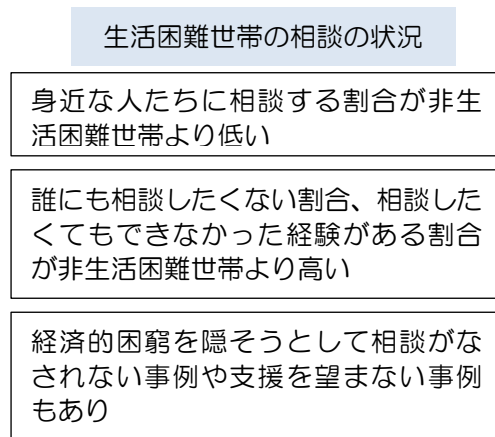 生活困難世帯の相談の状況
身近な人たちに相談する割合が非生
活困難世帯より低い
誰にも相談したくない割合、相談した
くてもできなかった経験がある割合
が非生活困難世帯より高い
経済的困窮を隠そうとして相談がな
されない事例や支援を望まない事例
もあり